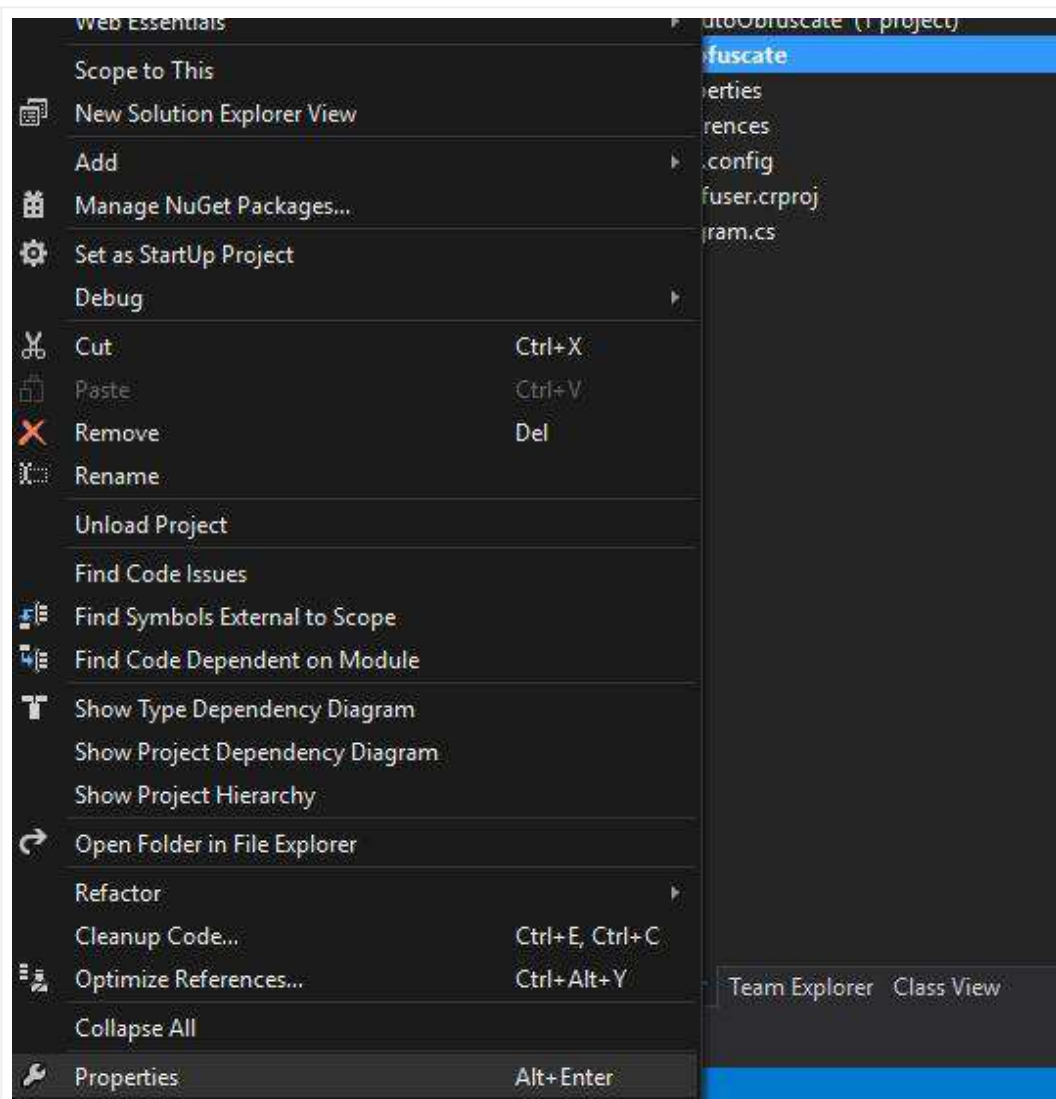 Web Essentials
Scope to This
New Solution Explorer View
Add
Manage NuGet Packages...
Set as StartUp Project
Debug
Cut Ctrl+X
Paste Ctrl+V
Remove Del
Rename
Unload Project
Find Code Issues
Find Symbols External to Scope
Find Code Dependent on Module
Show Type Dependency Diagram
Show Project Dependency Diagram
Show Project Hierarchy
Open Folder in File Explorer
Refactor
Cleanup Code... Ctrl+E, Ctrl+C
Optimize References... Ctrl+Alt+Y
Collapse All
Properties Alt+Enter
utoObfuscate (1 project)
fuscate
erties
rences
.config
fuser.crproj
gram.cs
Team Explorer Class View